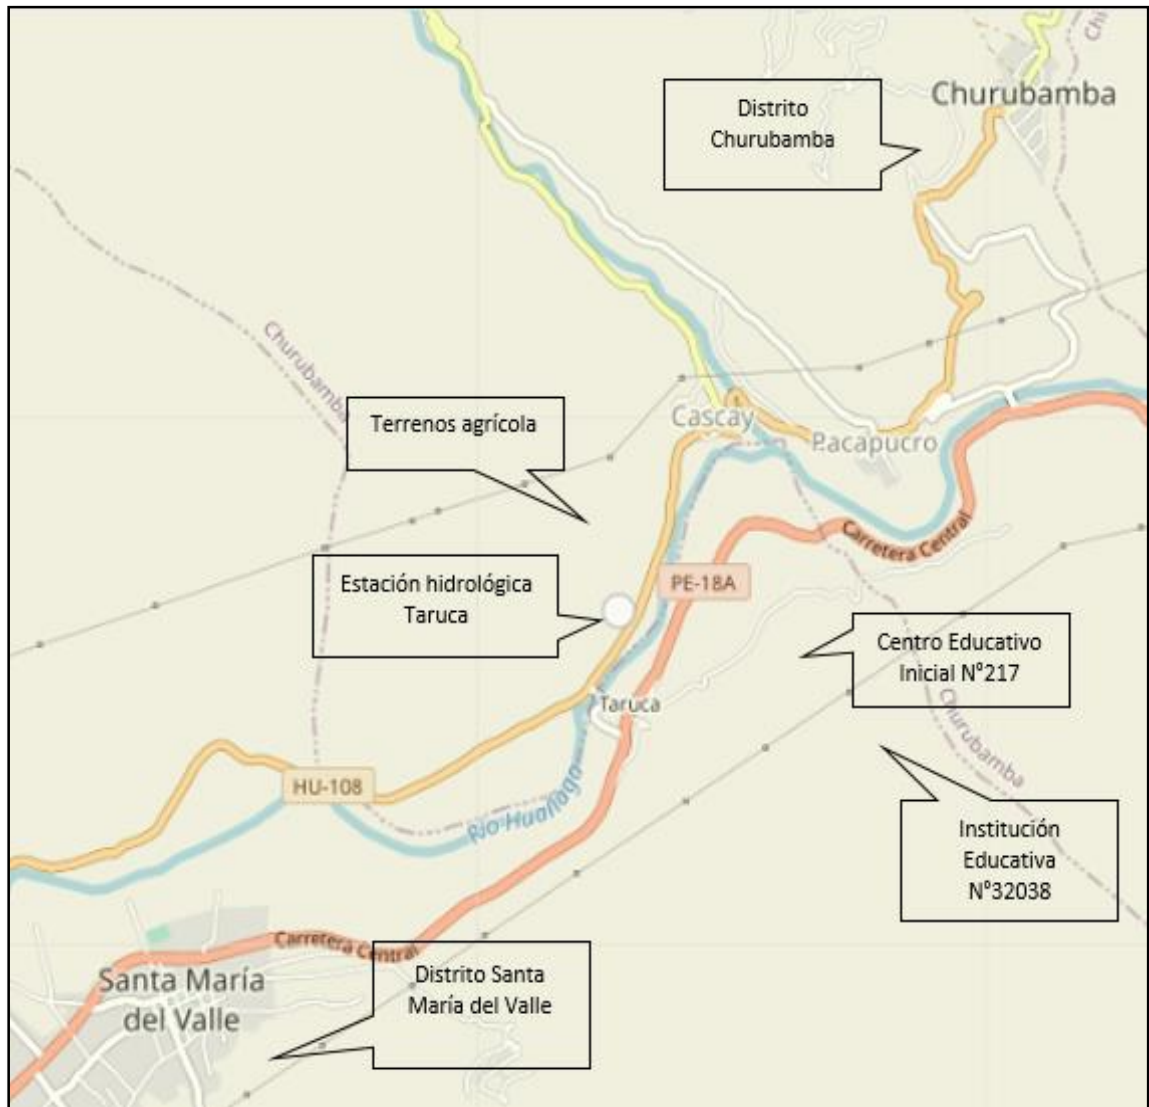 Chi
Churubamba
Distrito
Churubamba
Churubamba
Cascay
Pacapucro
Terrenos agrícola
Carretera Central
Estación hidrológica
Taruca
PE-18A
Centro Educativo
Inicial N°217
Taruca
Churubamba
HU-108
Río Huallaga
Institución
Educativa
N°32038
Carretera Central
Santa María
del Valle
Distrito Santa
María del Valle